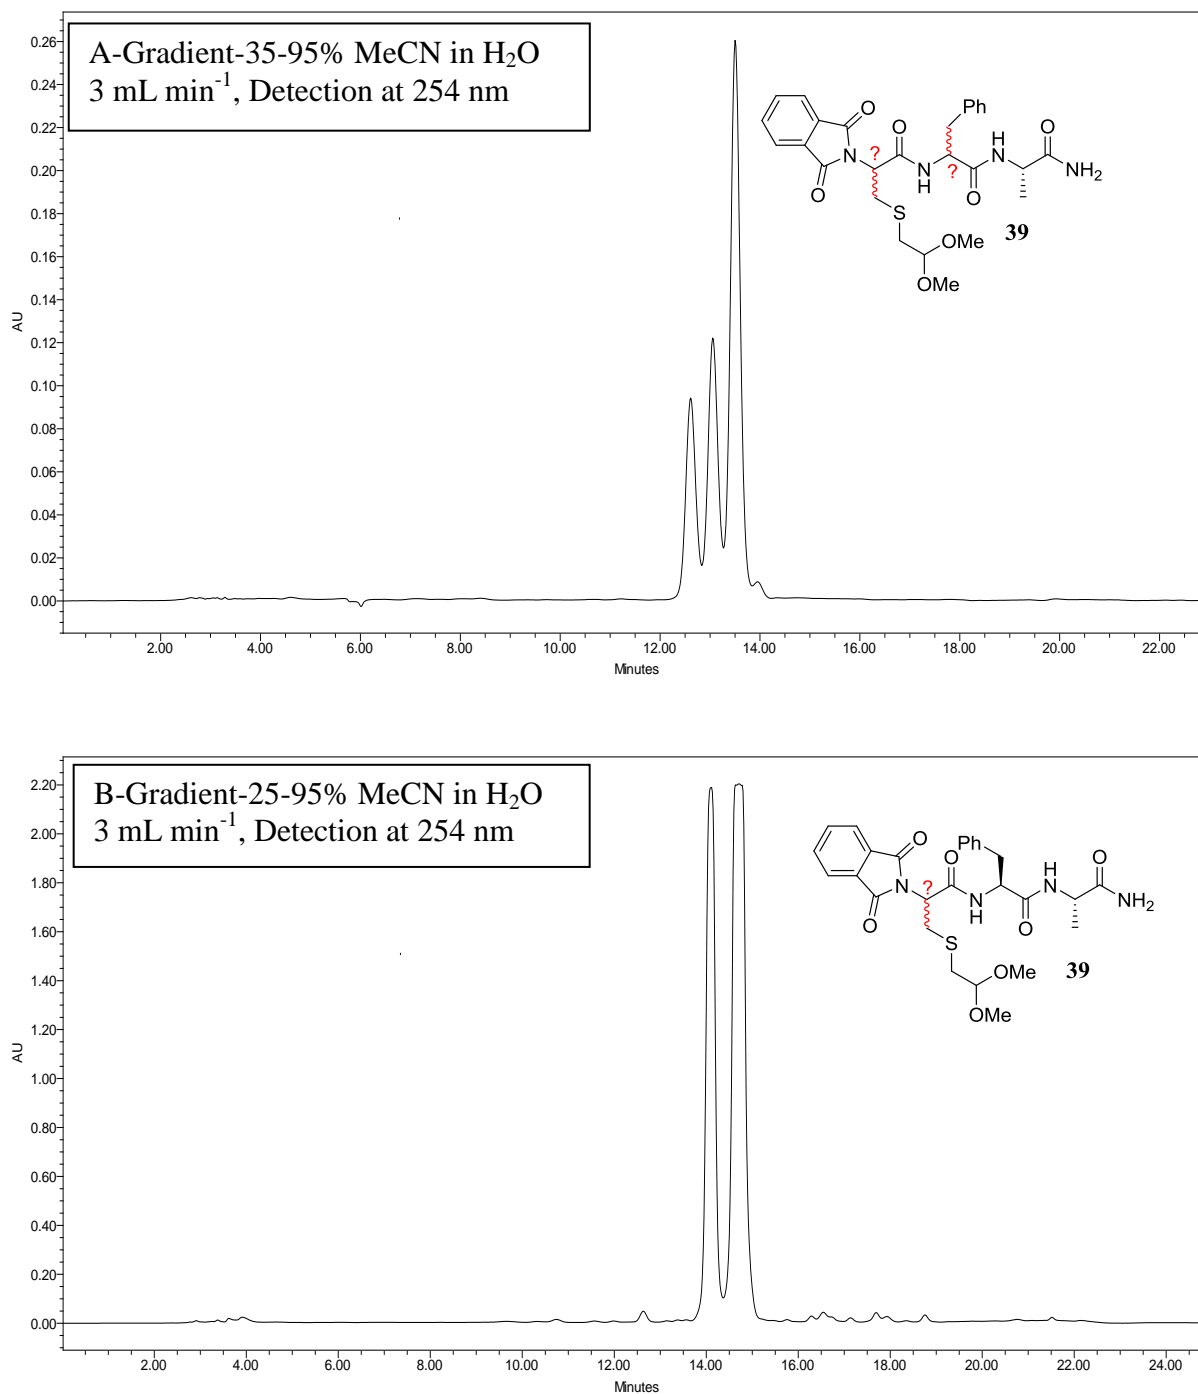 A-Gradient-35-95% MeCN in H2O
3 mL min-1, Detection at 254 nm
0.26
0.24
0.22
0.20
0.18
0.16
0.14
0.12
0.10
0.08
0.06
0.04
0.02
0.00
AU
O
N
O
?
O
N
H
Ph
?
O
H
N
O
NH2
S
OMe
OMe
39
2.00 4.00 6.00 8.00 10.00 12.00 14.00 16.00 18.00 20.00 22.00
Minutes
B-Gradient-25-95% MeCN in H2O
3 mL min-1, Detection at 254 nm
2.20
2.00
1.80
1.60
1.40
1.20
1.00
0.80
0.60
0.40
0.20
0.00
AU
O
N
O
?
O
N
H
Ph
O
H
N
O
NH2
S
OMe
OMe
39
2.00 4.00 6.00 8.00 10.00 12.00 14.00 16.00 18.00 20.00 22.00 24.00
Minutes